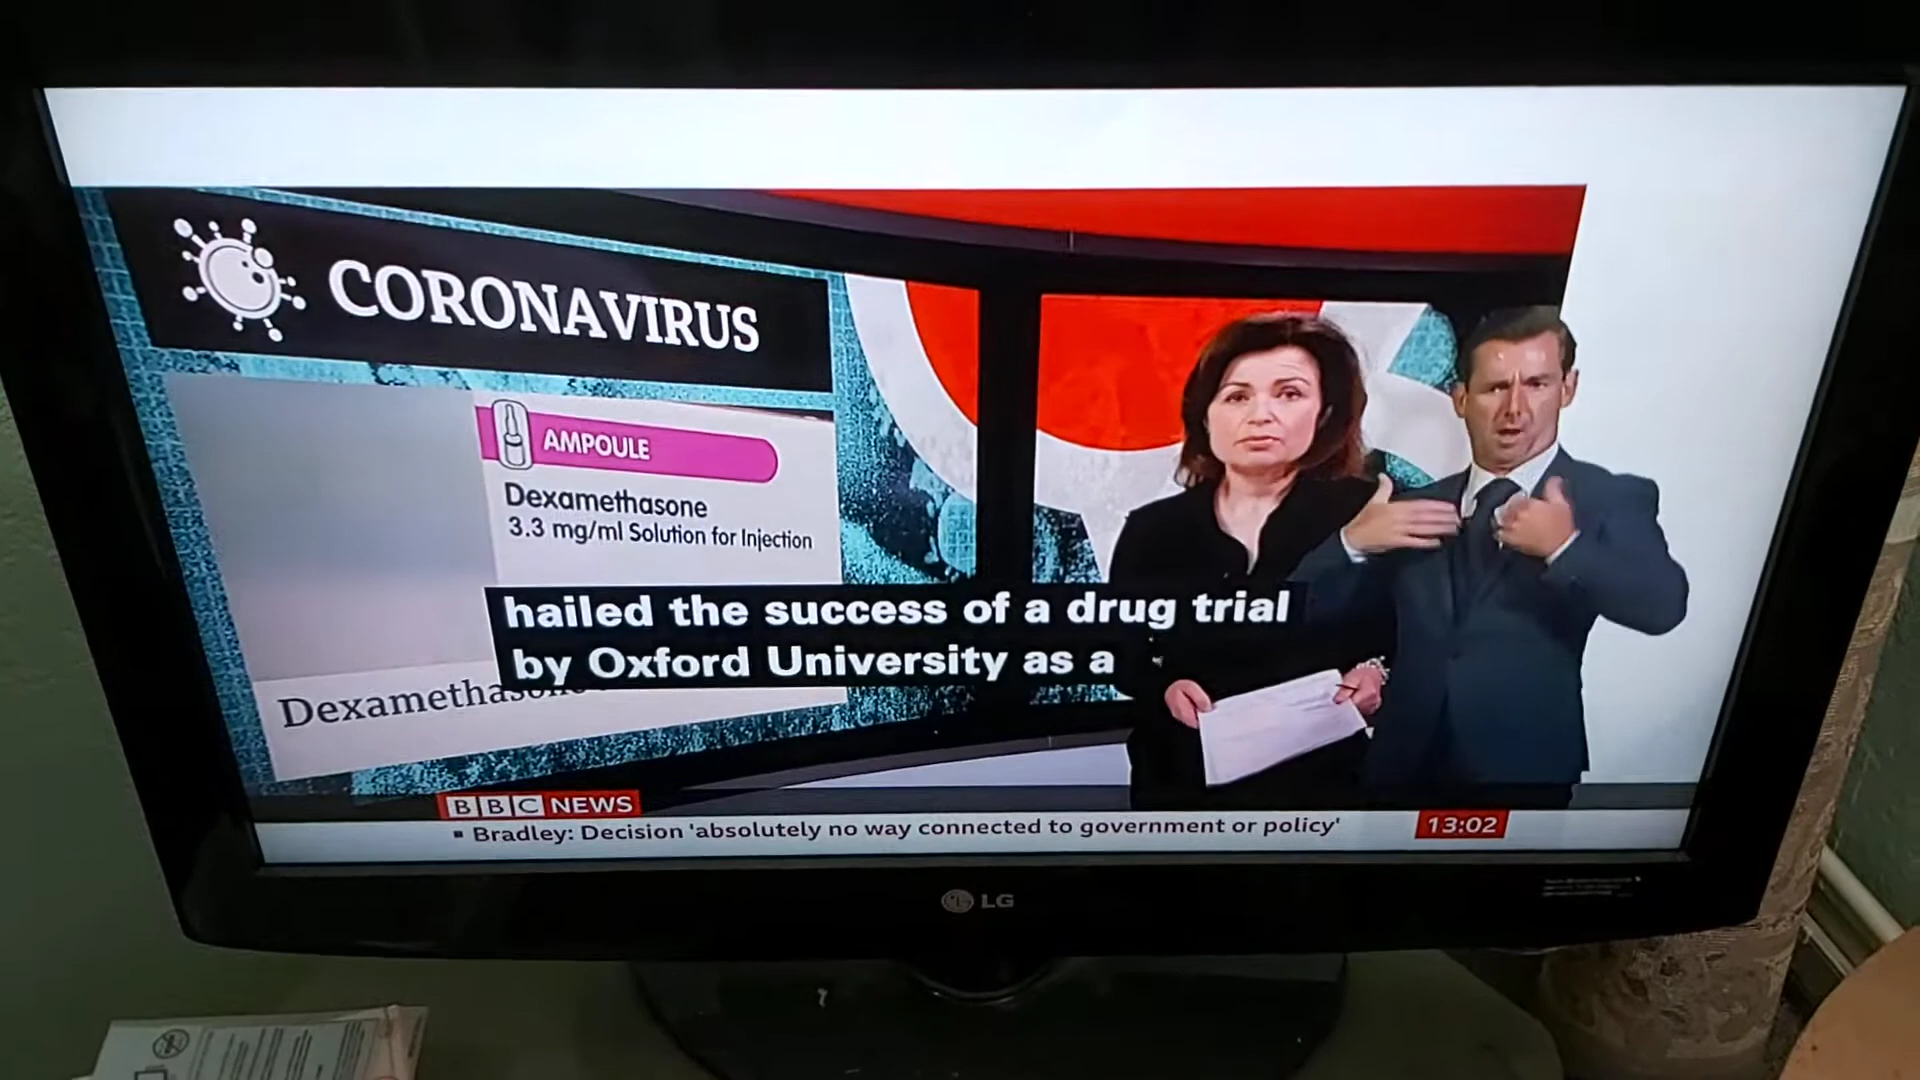 CORONAVIRUS
AMPOULE
Dexamethasone
3.3 mg/ml Solution for Injection
hailed the success of a drug trial
by Oxford University as a
Dexamethasone
BBC NEWS
Bradley: Decision 'absolutely no way connected to government or policy'
13:02
LG